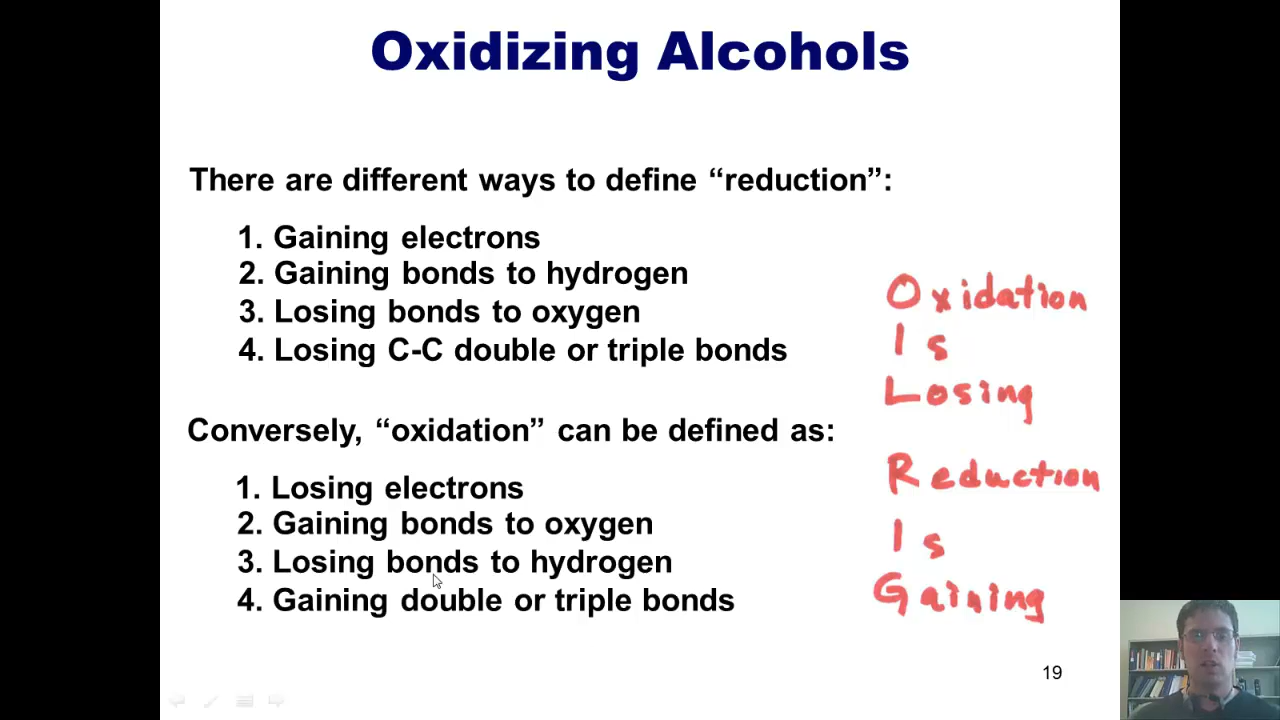 Oxidizing Alcohols
There are different ways to define “reduction”:
1. Gaining electrons
2. Gaining bonds to hydrogen
3. Losing bonds to oxygen
4. Losing C-C double or triple bonds
Conversely, “oxidation” can be defined as:
1. Losing electrons
2. Gaining bonds to oxygen
3. Losing bonds to hydrogen
4. Gaining double or triple bonds
Oxidation
Is
Losing
Reduction
Is
Gaining
19